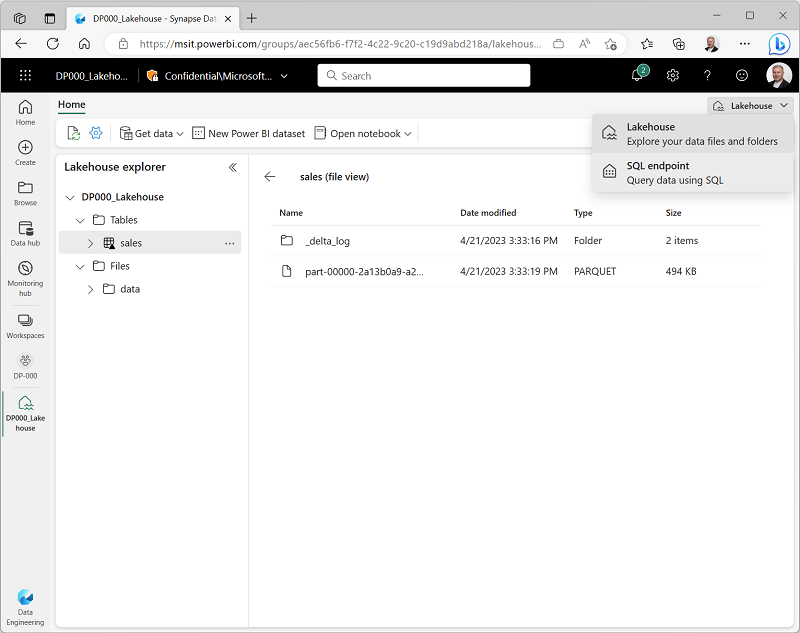 DP000_Lakehouse - Synapse Dat
https://msit.powerbi.com/groups/aec56fb6-f7f2-4c22-9c20-c19d9abd218a/lakehous...
DP000_Lakeho...
Confidential\Microsoft...
Search
2
Home
Lakehouse
Get data
New Power BI dataset
Open notebook
Lakehouse
Explore your data files and folders
SQL endpoint
Query data using SQL
Home
Create
Browse
Data hub
Monitoring
hub
Workspaces
DP-000
DP000_Lake
house
Data
Engineering
Lakehouse explorer
DP000_Lakehouse
Tables
sales
Files
data
sales (file view)
Name Date modified Type Size
_delta_log 4/21/2023 3:33:16 PM Folder 2 items
part-00000-2a13b0a9-a2... 4/21/2023 3:33:19 PM PARQUET 494 KB